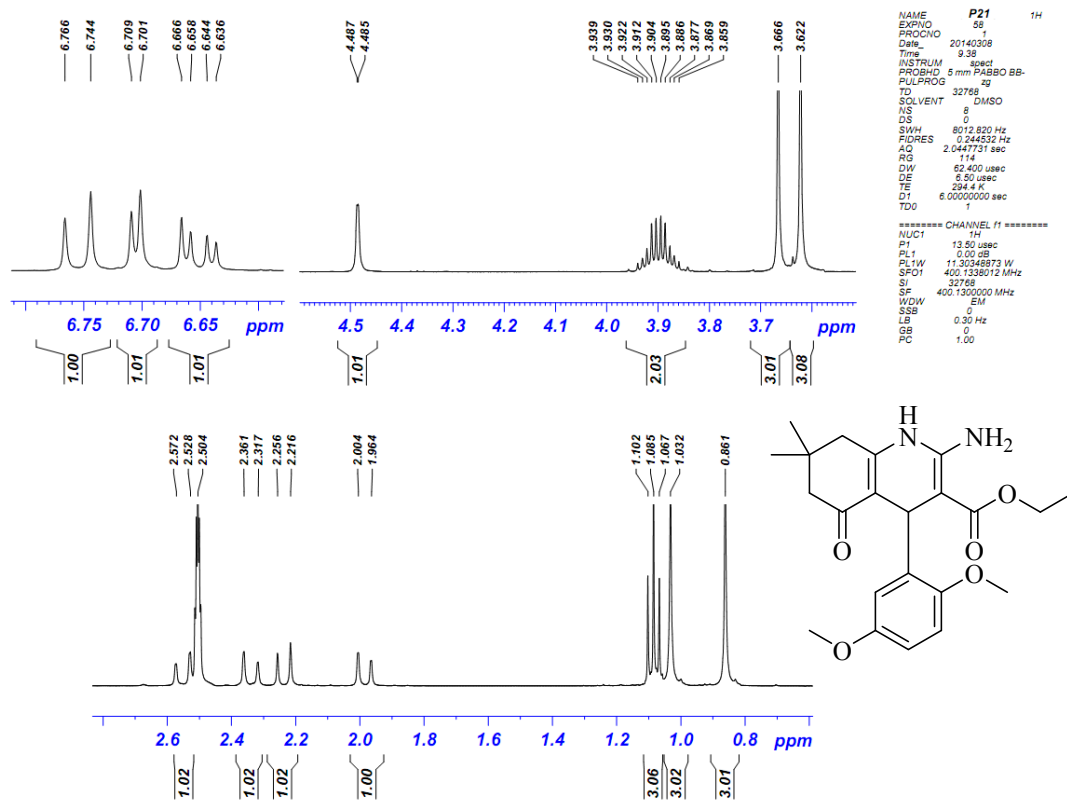 6.766 6.744 6.709 6.701 6.666 6.658 6.644 6.636
4.487 4.485 3.939 3.930 3.922 3.912 3.904 3.895 3.886 3.877 3.869 3.859 3.666 3.622
6.75 6.70 6.65 ppm
4.5 4.4 4.3 4.2 4.1 4.0 3.9 3.8 3.7 ppm
1.00 1.01 1.01
1.01 2.03 3.01 3.08
NAME P21 1H
EXPNO 58
PROCNO 1
Date_ 20140308
Time 9.38
INSTRUM spect
PROBHD 5 mm PABBO BB-
PULPROG zg
TD 32768
SOLVENT DMSO
NS 8
DS 0
SWH 8012.820 Hz
FIDRES 0.244532 Hz
AQ 2.0447731 sec
RG 114
DW 62.400 usec
DE 6.50 usec
TE 294.4 K
D1 6.00000000 sec
TD0 1
======== CHANNEL f1 ========
NUC1 1H
P1 13.50 usec
PL1 0.00 dB
PL1W 11.30348873 W
SFO1 400.1338012 MHz
SI 32768
SF 400.1300000 MHz
WDW EM
SSB 0
LB 0.30 Hz
GB 0
PC 1.00
2.572 2.528 2.504 2.361 2.317 2.256 2.216 2.004 1.964 1.102 1.085 1.067 1.032 0.861
2.6 2.4 2.2 2.0 1.8 1.6 1.4 1.2 1.0 0.8 ppm
1.02 1.02 1.02 1.00 3.06 3.02 3.01
H
N
NH2
O
O
O
O
O